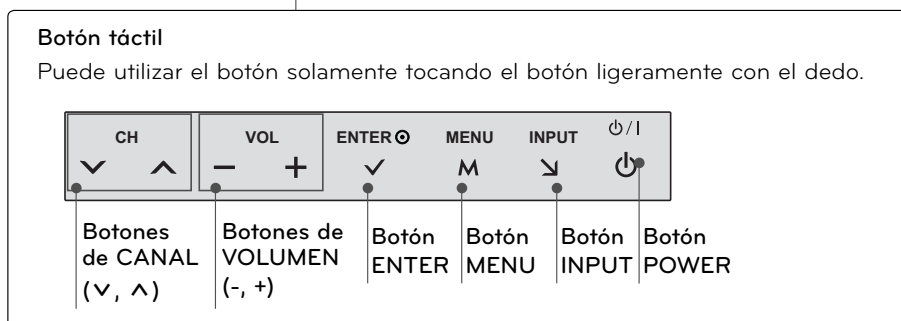 Botón táctil
Puede utilizar el botón solamente tocando el botón ligeramente con el dedo.
CH VOL ENTER⊙ MENU INPUT ⏻/I
∨ ∧ − + ✓ M ⇲ ⏻
Botones de CANAL (∨, ∧)
Botones de VOLUMEN (-, +)
Botón ENTER
Botón MENU
Botón INPUT
Botón POWER